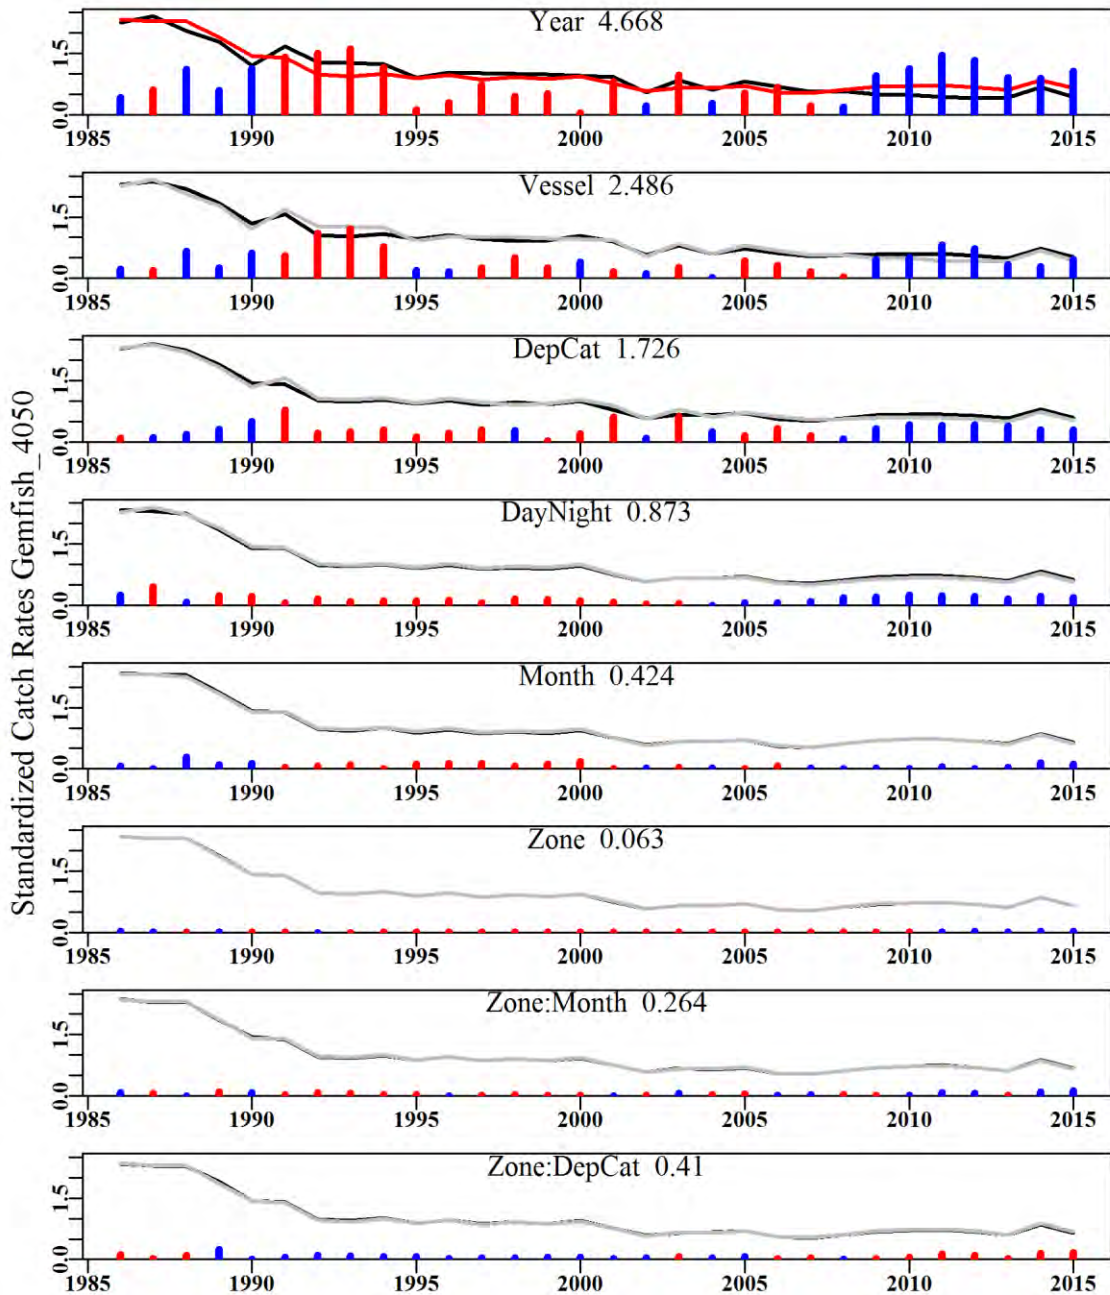 Standardized Catch Rates Gemfish_4050
Year 4.668
0.0 1.5
1985 1990 1995 2000 2005 2010 2015
Vessel 2.486
0.0 1.5
1985 1990 1995 2000 2005 2010 2015
DepCat 1.726
0.0 1.5
1985 1990 1995 2000 2005 2010 2015
DayNight 0.873
0.0 1.5
1985 1990 1995 2000 2005 2010 2015
Month 0.424
0.0 1.5
1985 1990 1995 2000 2005 2010 2015
Zone 0.063
0.0 1.5
1985 1990 1995 2000 2005 2010 2015
Zone:Month 0.264
0.0 1.5
1985 1990 1995 2000 2005 2010 2015
Zone:DepCat 0.41
0.0 1.5
1985 1990 1995 2000 2005 2010 2015